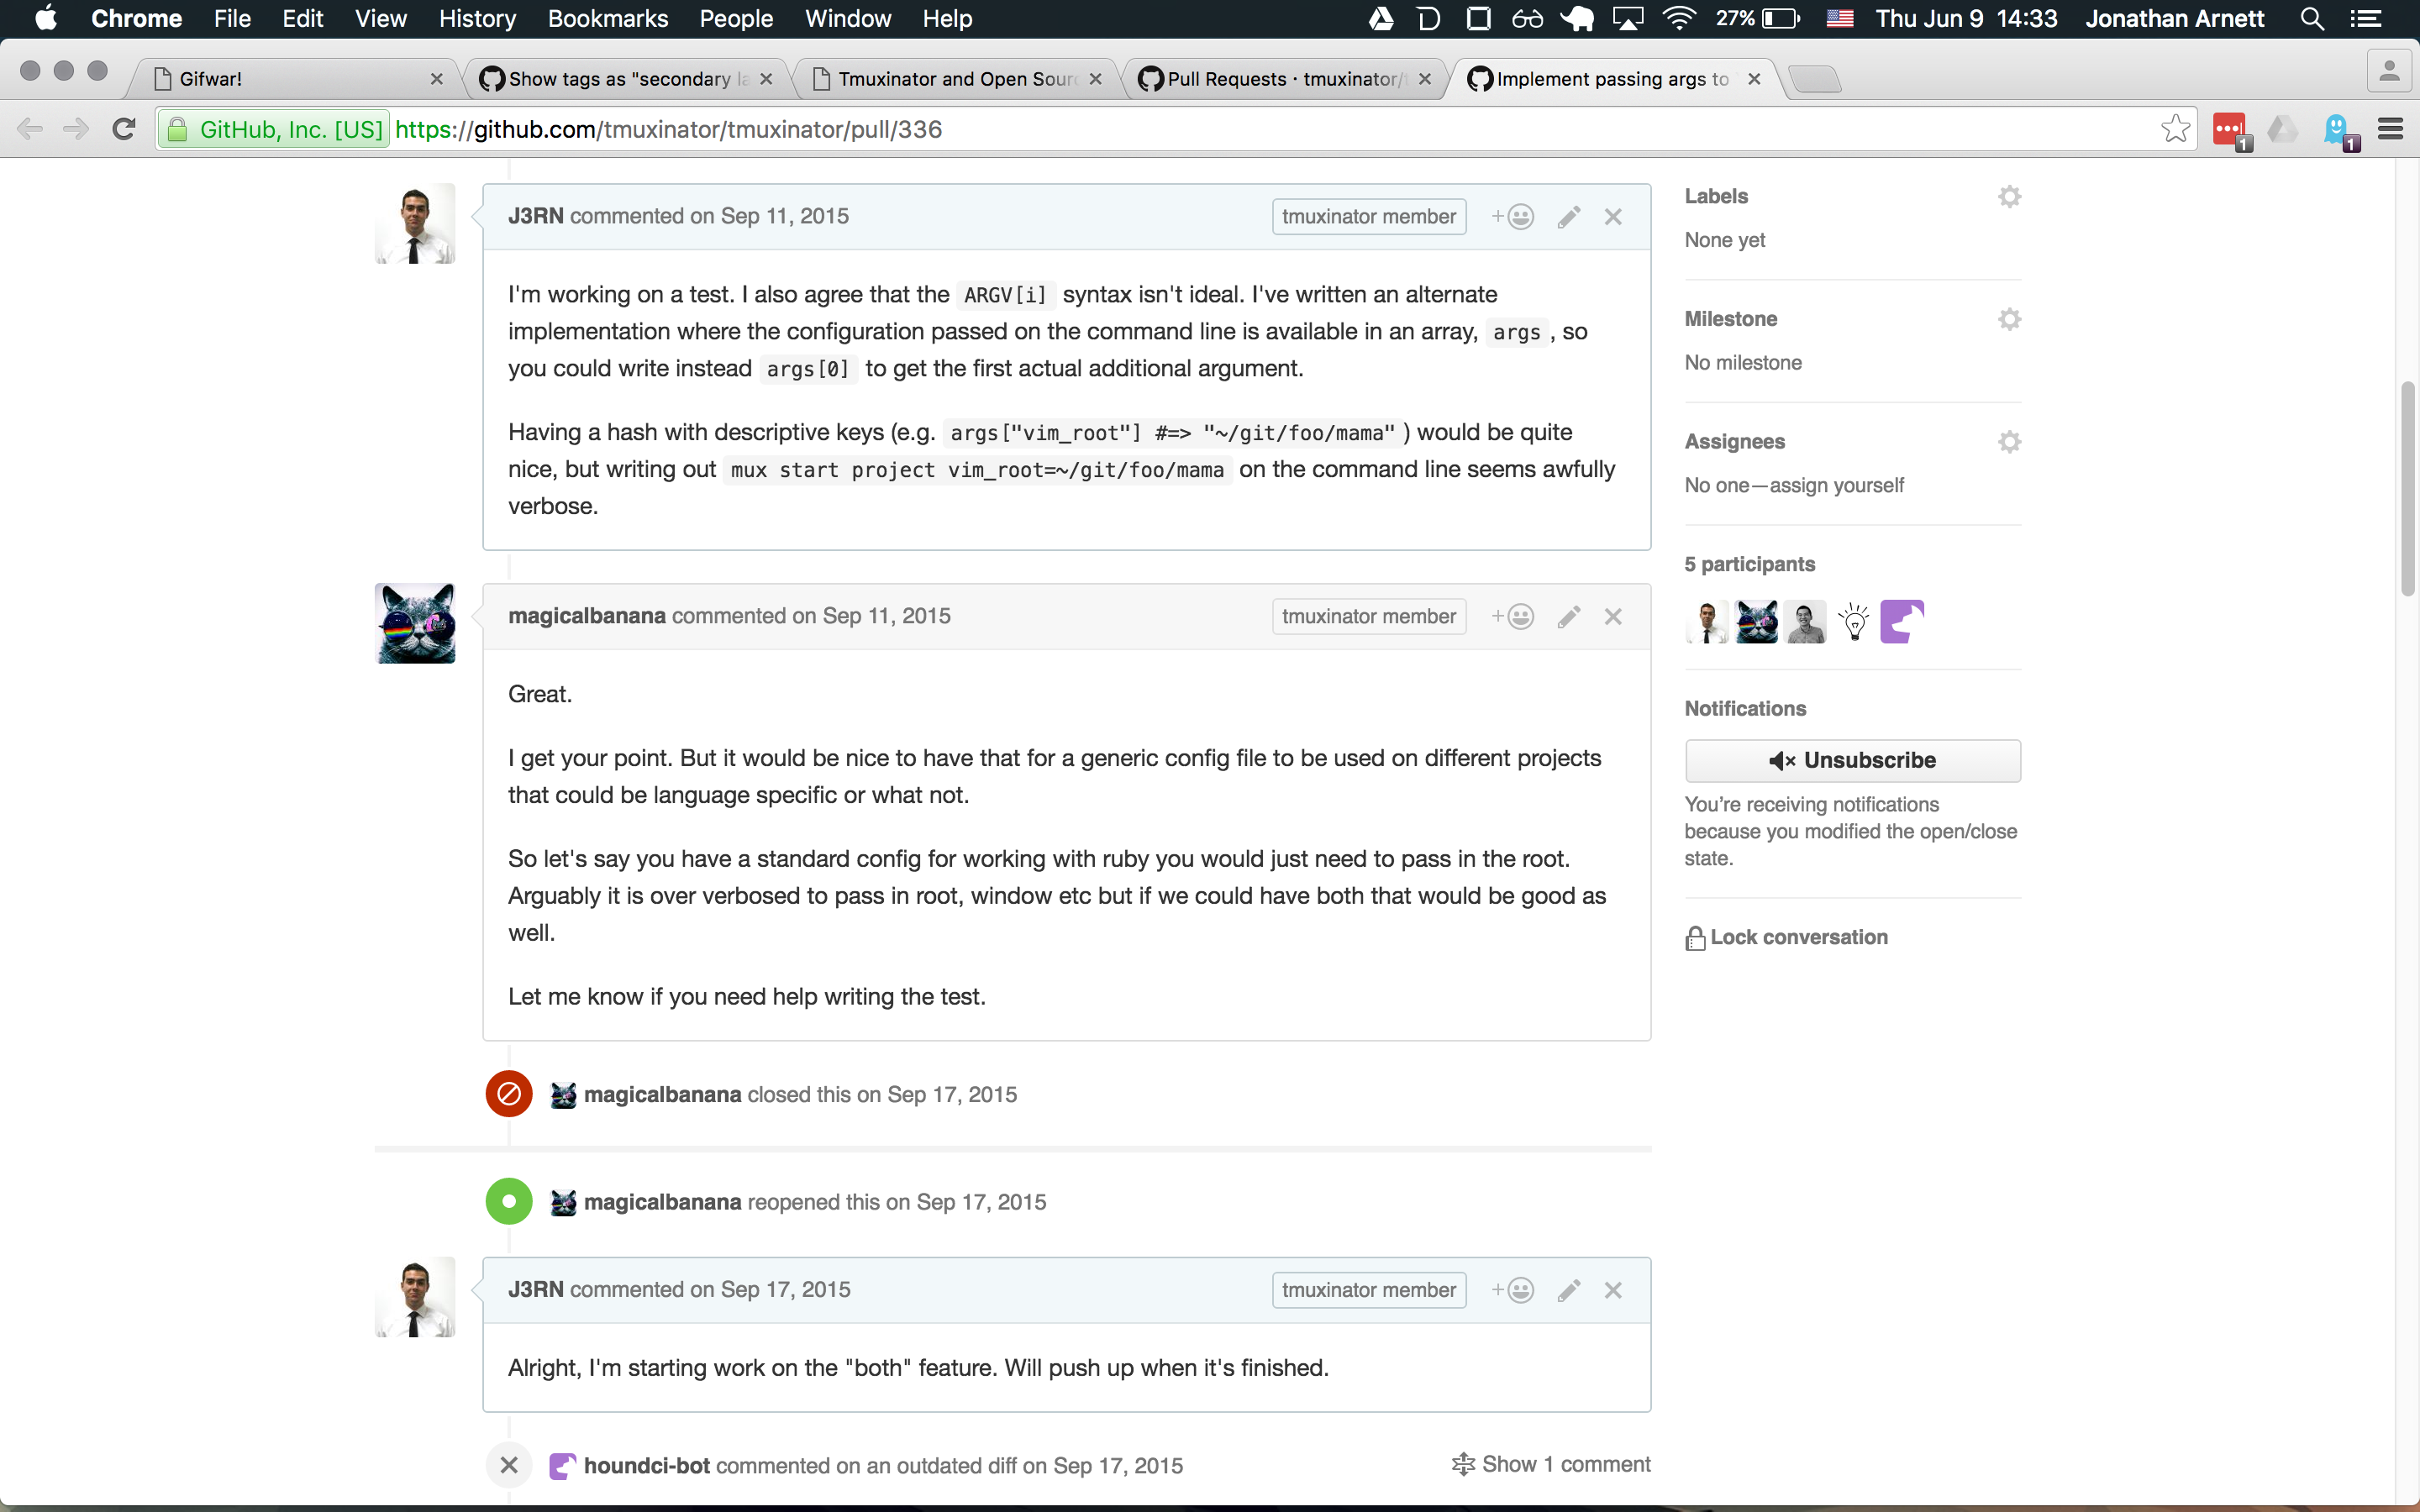 Chrome File Edit View History Bookmarks People Window Help 27% Thu Jun 9 14:33 Jonathan Arnett
Gifwar! Show tags as "secondary la Tmuxinator and Open Sour Pull Requests · tmuxinator/ Implement passing args to
GitHub, Inc. [US] https://github.com/tmuxinator/tmuxinator/pull/336
1 1
J3RN commented on Sep 11, 2015 tmuxinator member
I'm working on a test. I also agree that the ARGV[i] syntax isn't ideal. I've written an alternate
implementation where the configuration passed on the command line is available in an array, args , so
you could write instead args[0] to get the first actual additional argument.
Having a hash with descriptive keys (e.g. args["vim_root"] #=> "~/git/foo/mama" ) would be quite
nice, but writing out mux start project vim_root=~/git/foo/mama on the command line seems awfully
verbose.
magicalbanana commented on Sep 11, 2015 tmuxinator member
Great.
I get your point. But it would be nice to have that for a generic config file to be used on different projects
that could be language specific or what not.
So let's say you have a standard config for working with ruby you would just need to pass in the root.
Arguably it is over verbosed to pass in root, window etc but if we could have both that would be good as
well.
Let me know if you need help writing the test.
magicalbanana closed this on Sep 17, 2015
magicalbanana reopened this on Sep 17, 2015
J3RN commented on Sep 17, 2015 tmuxinator member
Alright, I'm starting work on the "both" feature. Will push up when it's finished.
houndci-bot commented on an outdated diff on Sep 17, 2015 Show 1 comment
Labels
None yet
Milestone
No milestone
Assignees
No one—assign yourself
5 participants
Notifications
Unsubscribe
You're receiving notifications
because you modified the open/close
state.
Lock conversation